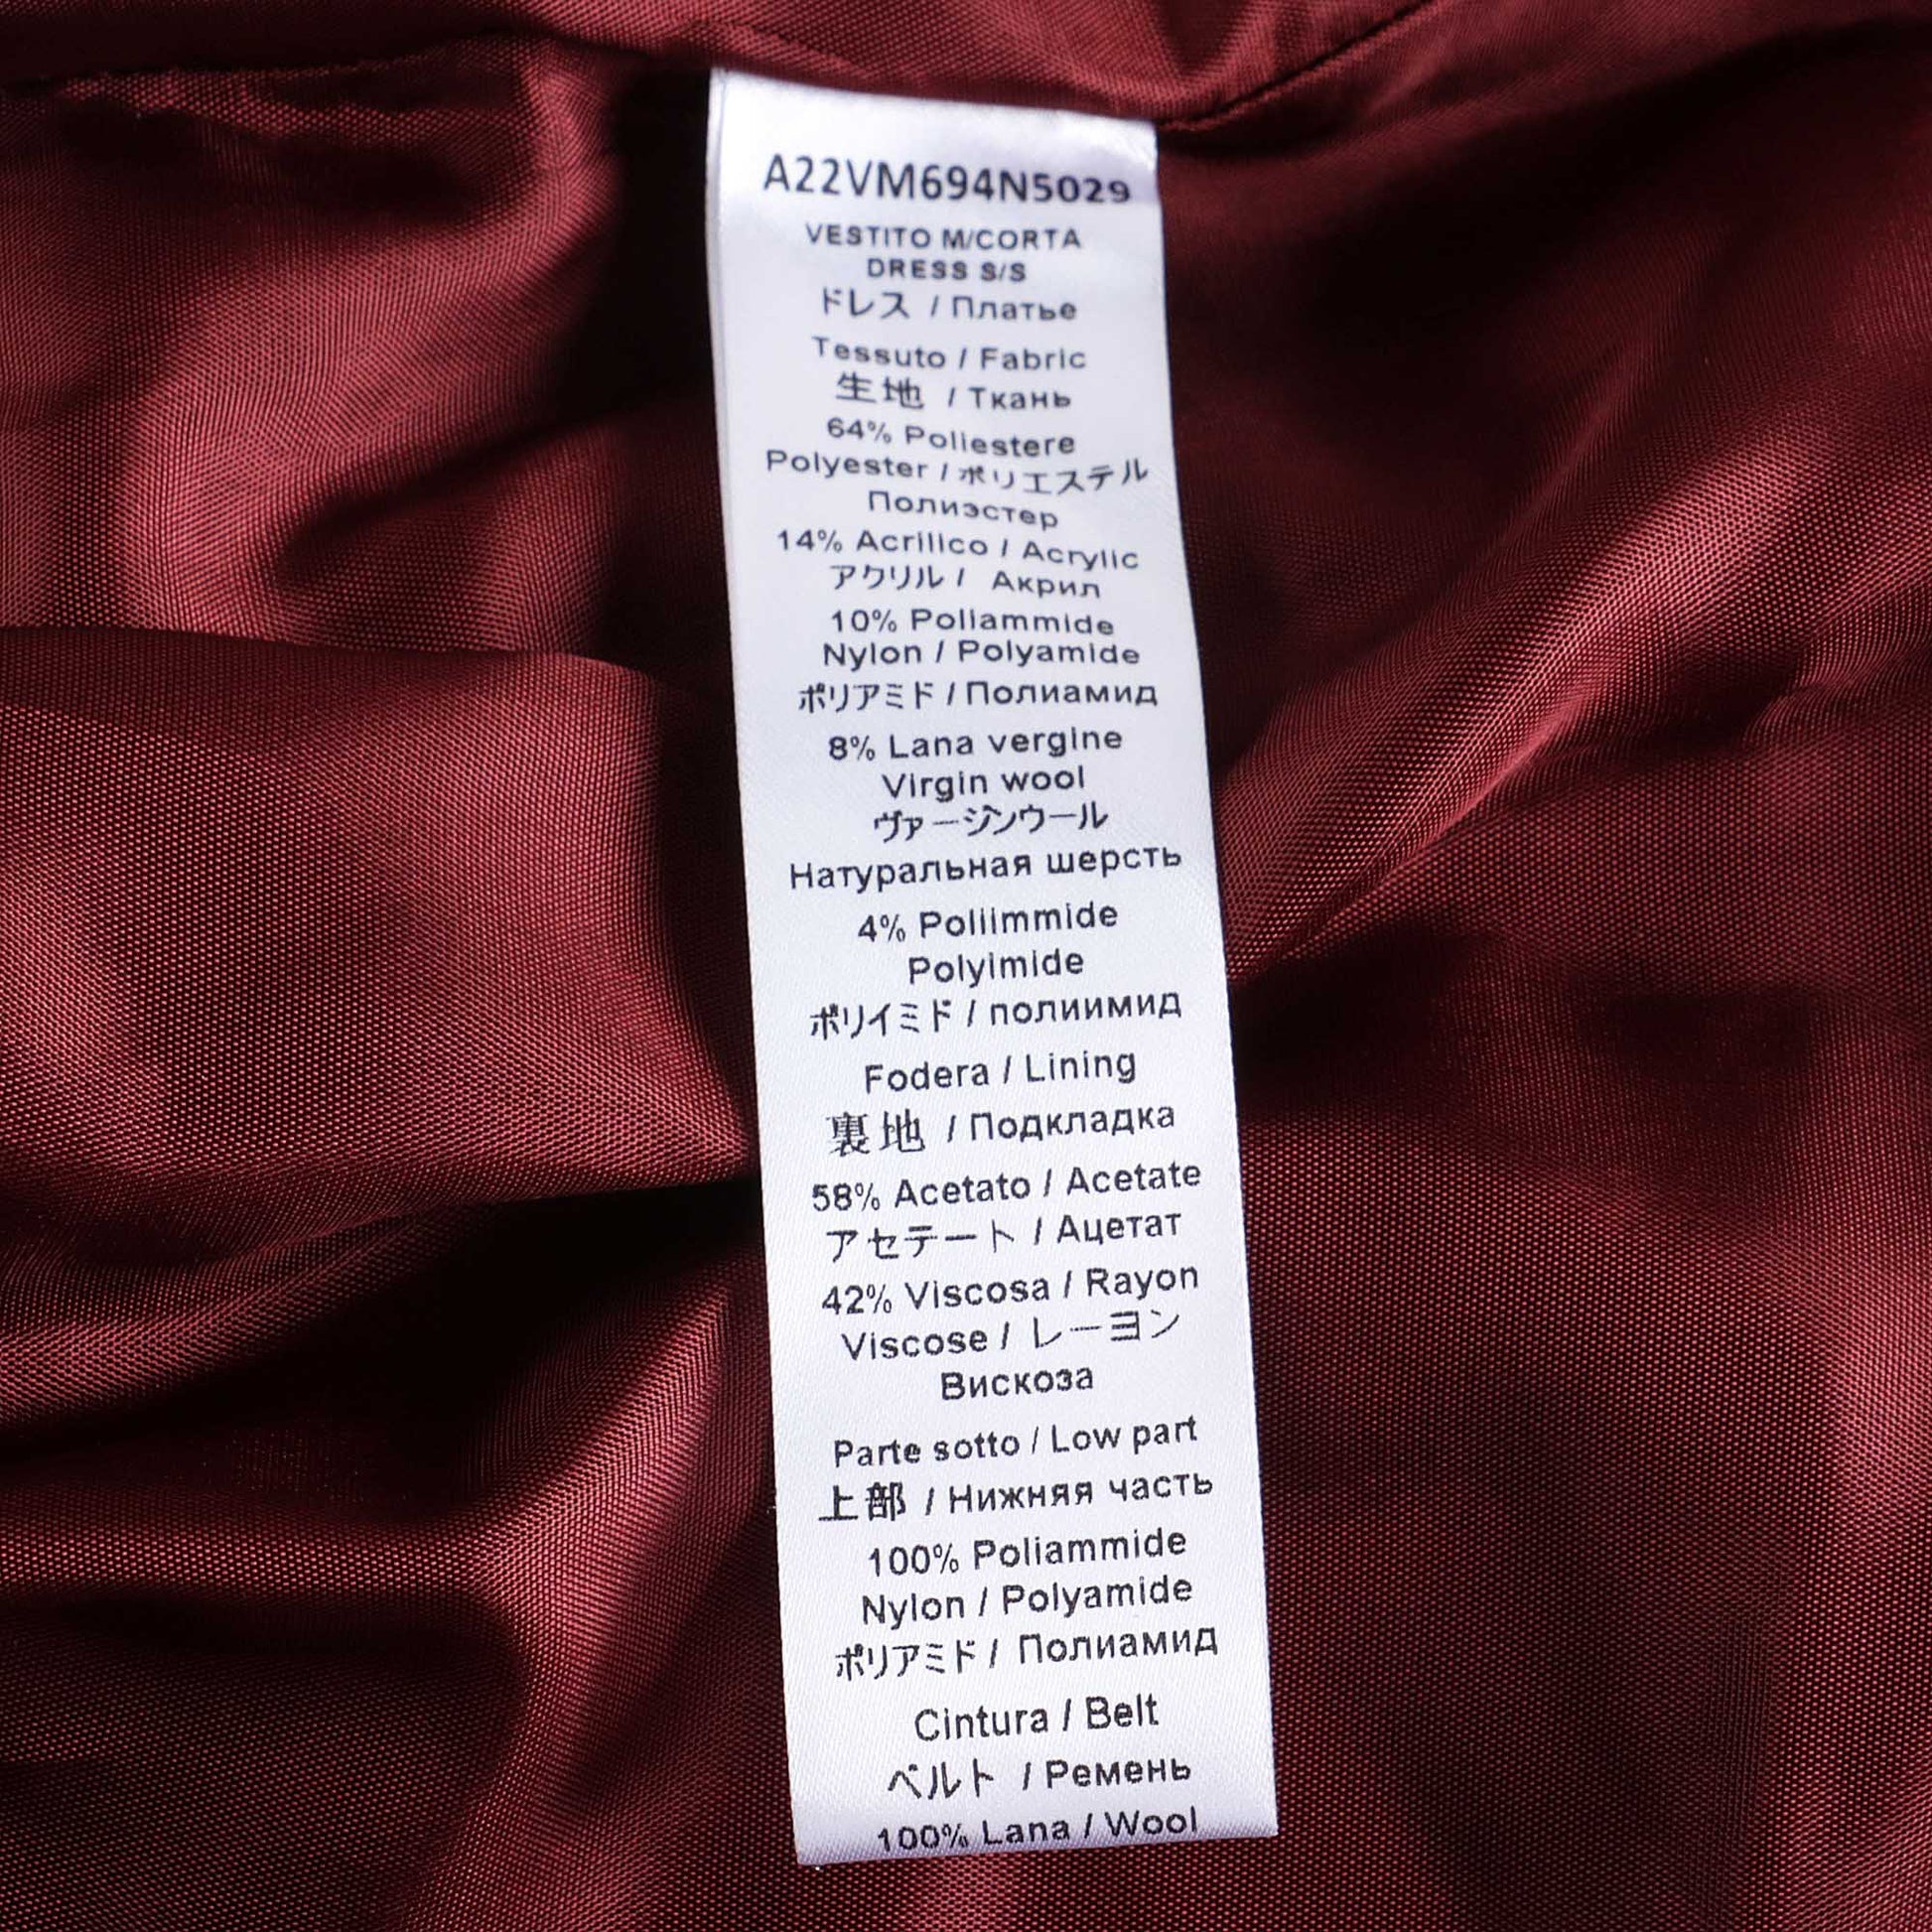 A22VM694N5029
VESTITO M/CORTA
DRESS S/S
ドレス / Платье
Tessuto / Fabric
生地 / Ткань
64% Poliestere
Polyester / ポリエステル
Полиэстер
14% Acrilico / Acrylic
アクリル / Акрил
10% Poliammide
Nylon / Polyamide
ポリアミド / Полиамид
8% Lana vergine
Virgin wool
ヴァージンウール
Натуральная шерсть
4% Poliimmide
Polyimide
ポリイミド / полиимид
Fodera / Lining
裏地 / Подкладка
58% Acetato / Acetate
アセテート / Ацетат
42% Viscosa / Rayon
Viscose / レーヨン
Вискоза
Parte sotto / Low part
上部 / Нижняя часть
100% Poliammide
Nylon / Polyamide
ポリアミド / Полиамид
Cintura / Belt
ベルト / Ремень
100% Lana / Wool